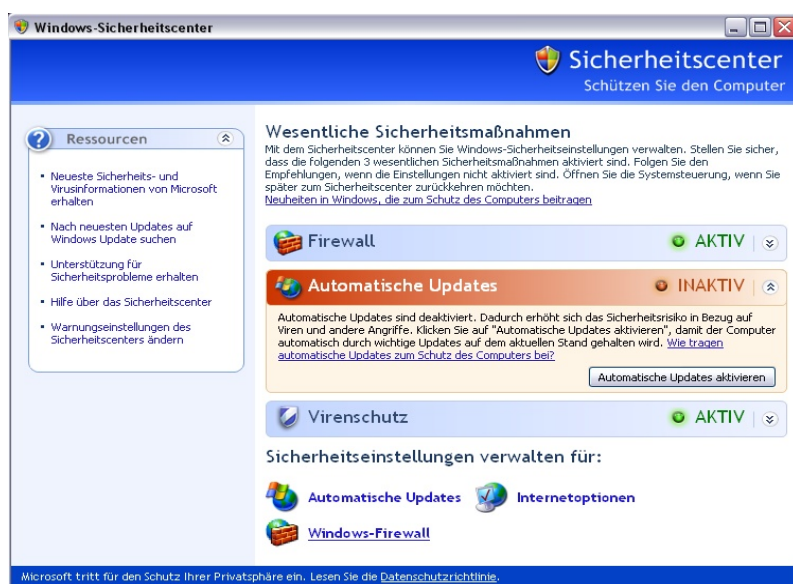 Windows-Sicherheitscenter
Sicherheitscenter
Schützen Sie den Computer
Ressourcen
Neueste Sicherheits- und
Virusinformationen von Microsoft
erhalten
Nach neuesten Updates auf
Windows Update suchen
Unterstützung für
Sicherheitsprobleme erhalten
Hilfe über das Sicherheitscenter
Warnungseinstellungen des
Sicherheitscenters ändern
Wesentliche Sicherheitsmaßnahmen
Mit dem Sicherheitscenter können Sie Windows-Sicherheitseinstellungen verwalten. Stellen Sie sicher,
dass die folgenden 3 wesentlichen Sicherheitsmaßnahmen aktiviert sind. Folgen Sie den
Empfehlungen, wenn die Einstellungen nicht aktiviert sind. Öffnen Sie die Systemsteuerung, wenn Sie
später zum Sicherheitscenter zurückkehren möchten.
Neuheiten in Windows, die zum Schutz des Computers beitragen
Firewall AKTIV
Automatische Updates INAKTIV
Automatische Updates sind deaktiviert. Dadurch erhöht sich das Sicherheitsrisiko in Bezug auf
Viren und andere Angriffe. Klicken Sie auf "Automatische Updates aktivieren", damit der Computer
automatisch durch wichtige Updates auf dem aktuellen Stand gehalten wird. Wie tragen
automatische Updates zum Schutz des Computers bei?
Automatische Updates aktivieren
Virenschutz AKTIV
Sicherheitseinstellungen verwalten für:
Automatische Updates Internetoptionen
Windows-Firewall
Microsoft tritt für den Schutz Ihrer Privatsphäre ein. Lesen Sie die Datenschutzrichtlinie.